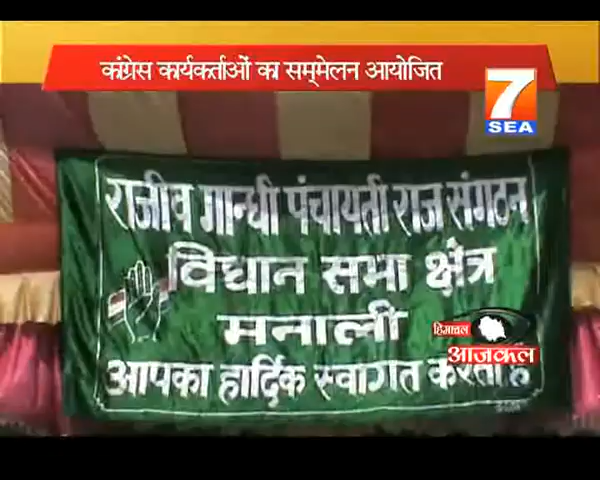 कांग्रेस कार्यकर्ताओं का सम्मेलन आयोजित
7
SEA
राजीव गान्धी पंचायती राज संगठन
विधान सभा क्षेत्र
मनाली
हिमाचल
आजकल
आपका हार्दिक स्वागत करता है